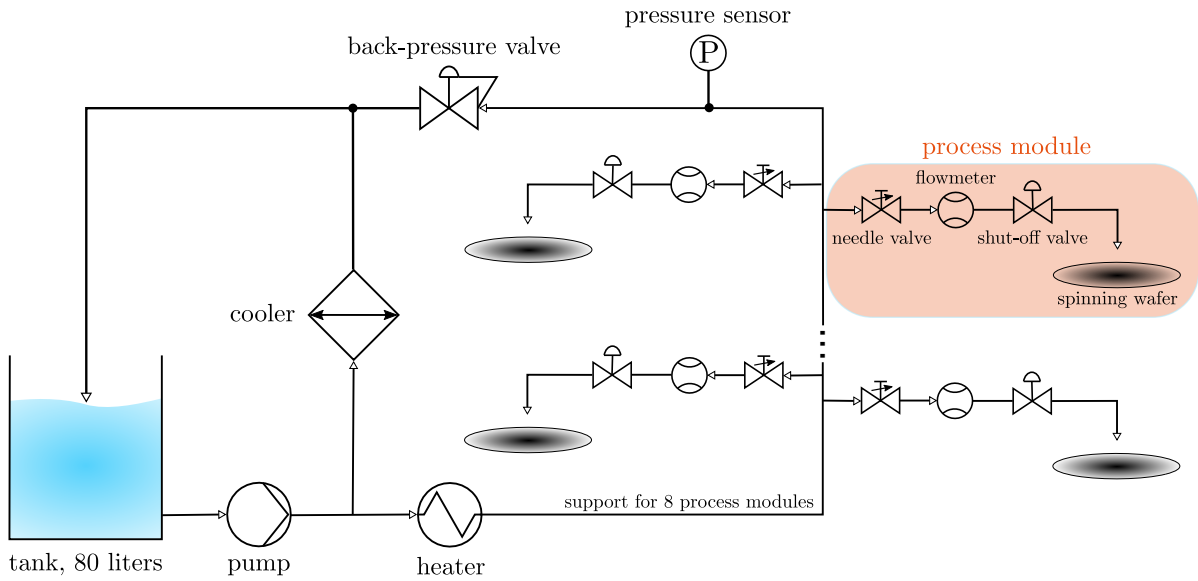 pressure sensor
P
back-pressure valve
process module
flowmeter
needle valve
shut-off valve
spinning wafer
cooler
support for 8 process modules
tank, 80 liters
pump
heater